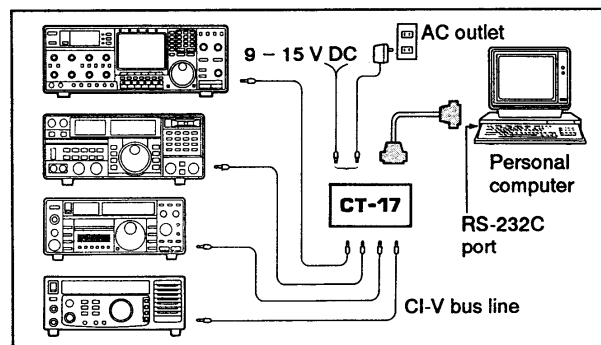 9 – 15 V DC
AC outlet
Personal
computer
CT-17
RS-232C
port
CI-V bus line